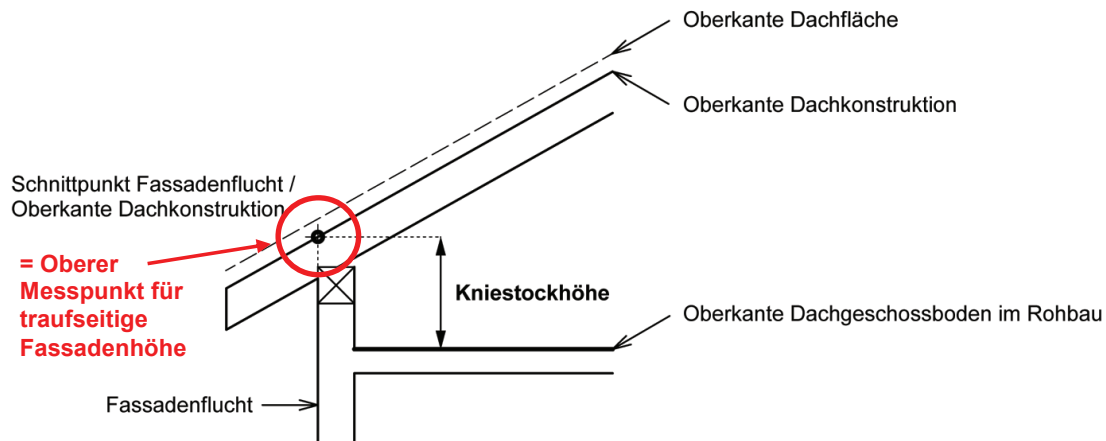 Oberkante Dachfläche
Oberkante Dachkonstruktion
Schnittpunkt Fassadenflucht /
Oberkante Dachkonstruktion
= Oberer
Messpunkt für
traufseitige
Fassadenhöhe
Kniestockhöhe
Oberkante Dachgeschossboden im Rohbau
Fassadenflucht